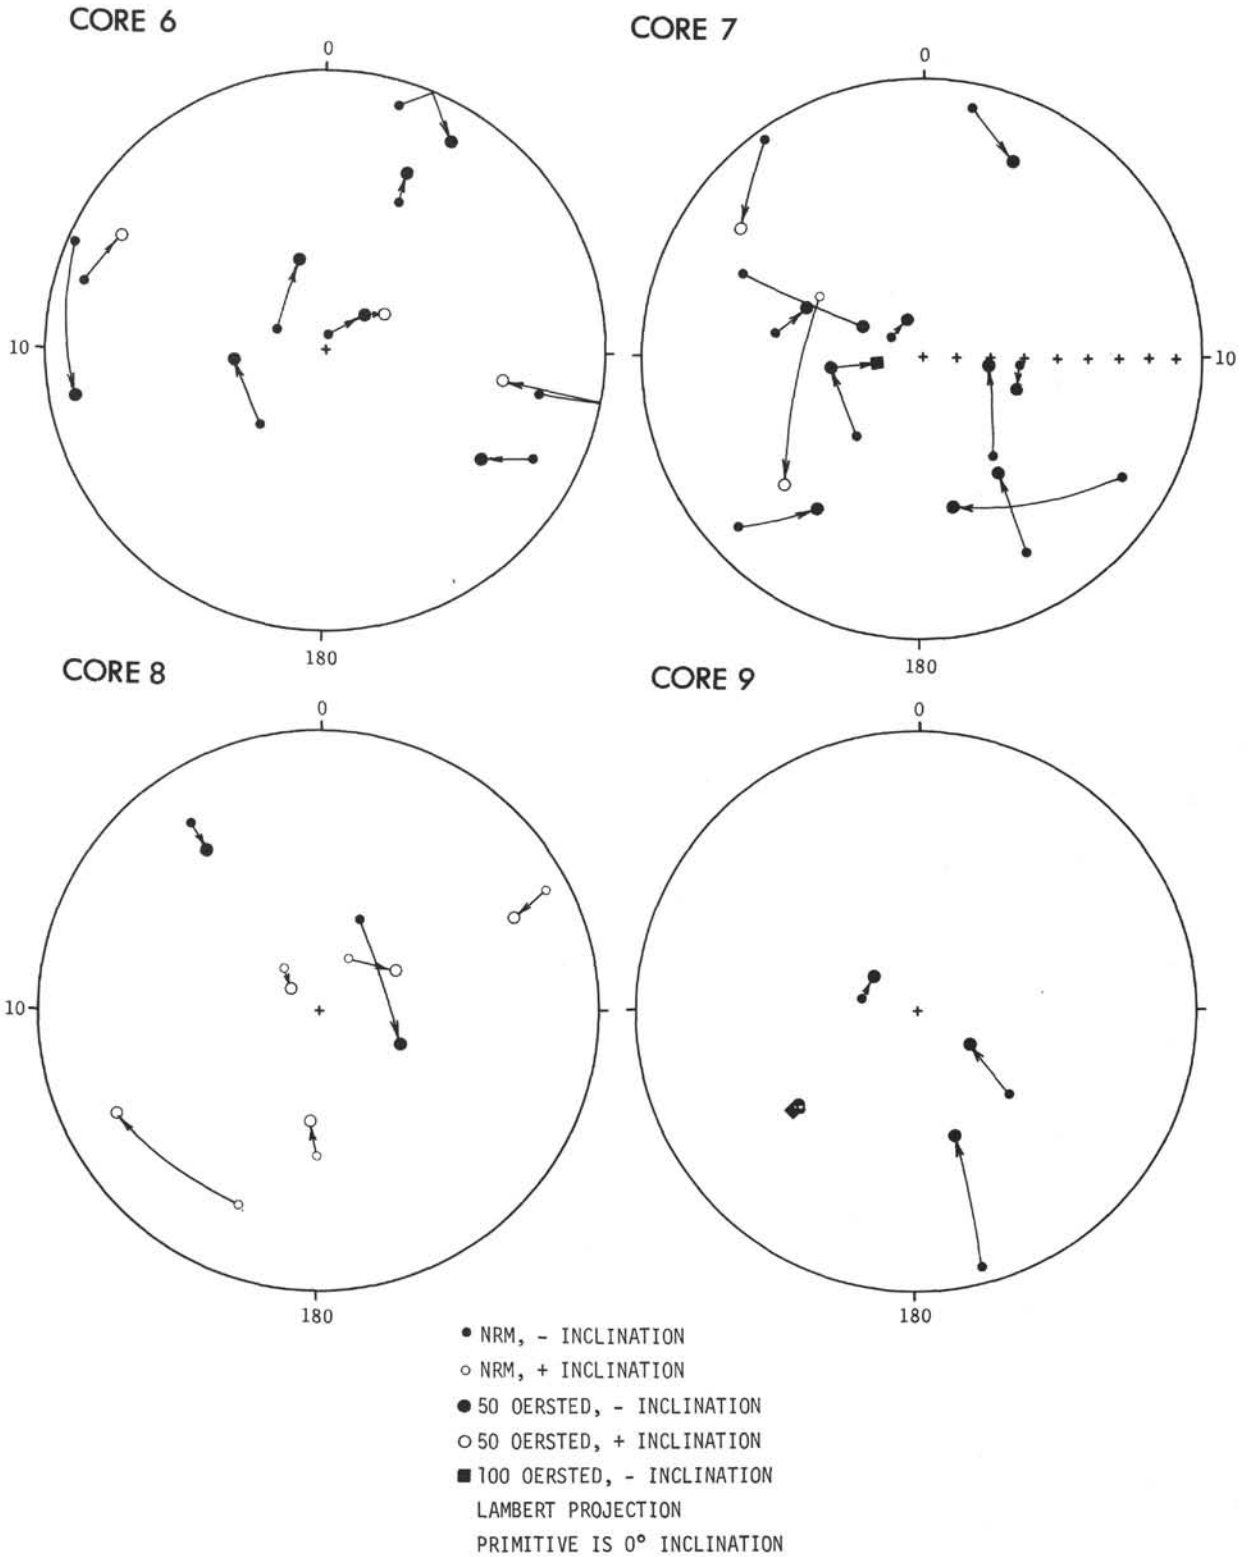 CORE 6
CORE 7
0
0
10
10
180
180
CORE 8
CORE 9
0
0
10
180
180
NRM, - INCLINATION
NRM, + INCLINATION
50 OERSTED, - INCLINATION
50 OERSTED, + INCLINATION
100 OERSTED, - INCLINATION
LAMBERT PROJECTION
PRIMITIVE IS 0° INCLINATION